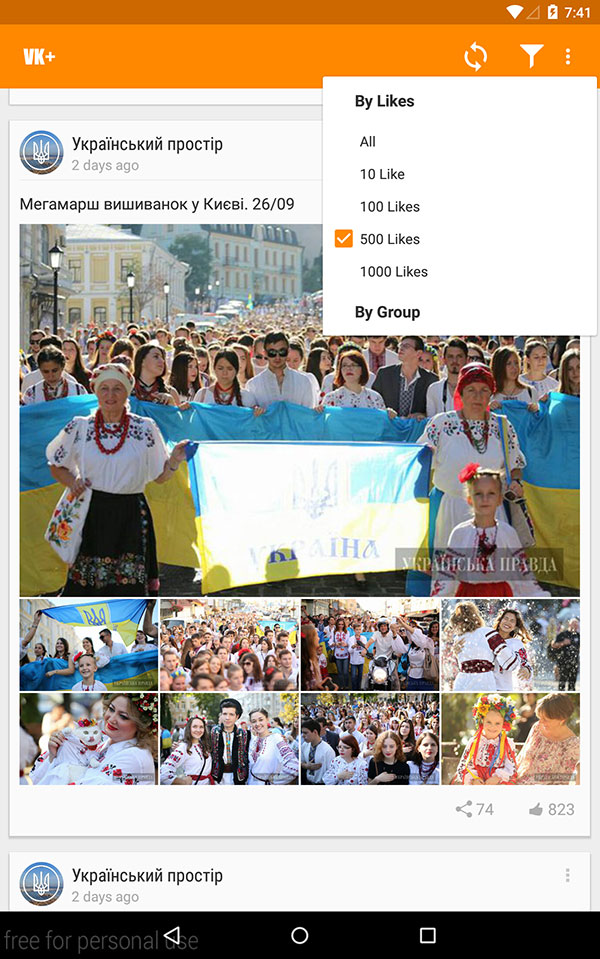 7:41
VK+
By Likes
All
10 Like
100 Likes
500 Likes
1000 Likes
By Group
Український простір
2 days ago
Мегамарш вишиванок у Києві. 26/09
УКРАЇНА
УКРАЇНСЬКА ПРАВДА
74
823
Український простір
2 days ago
free for personal use